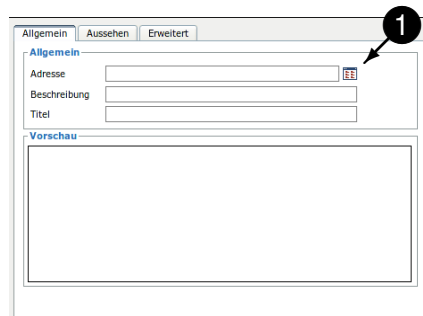 1
Allgemein Aussehen Erweitert
Allgemein
Adresse
Beschreibung
Titel
Vorschau